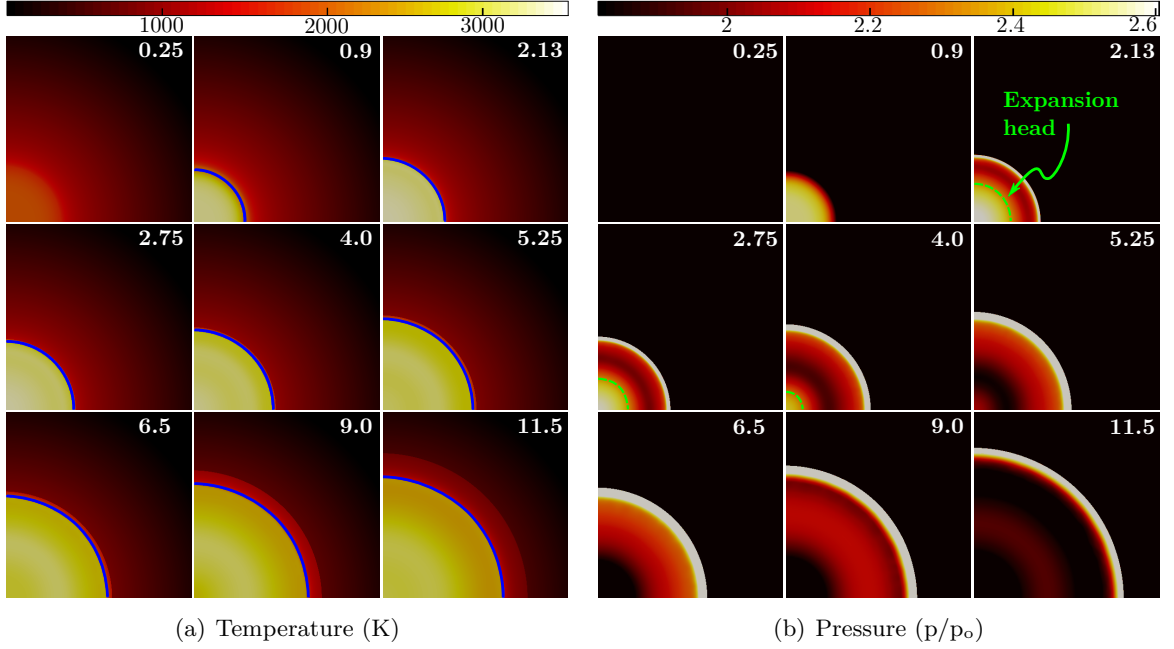 1000 2000 3000
2 2.2 2.4 2.6
0.25 0.9 2.13
0.25 0.9 2.13
Expansion
head
2.75 4.0 5.25
2.75 4.0 5.25
6.5 9.0 11.5
6.5 9.0 11.5
(a) Temperature (K)
(b) Pressure (p/pₒ)